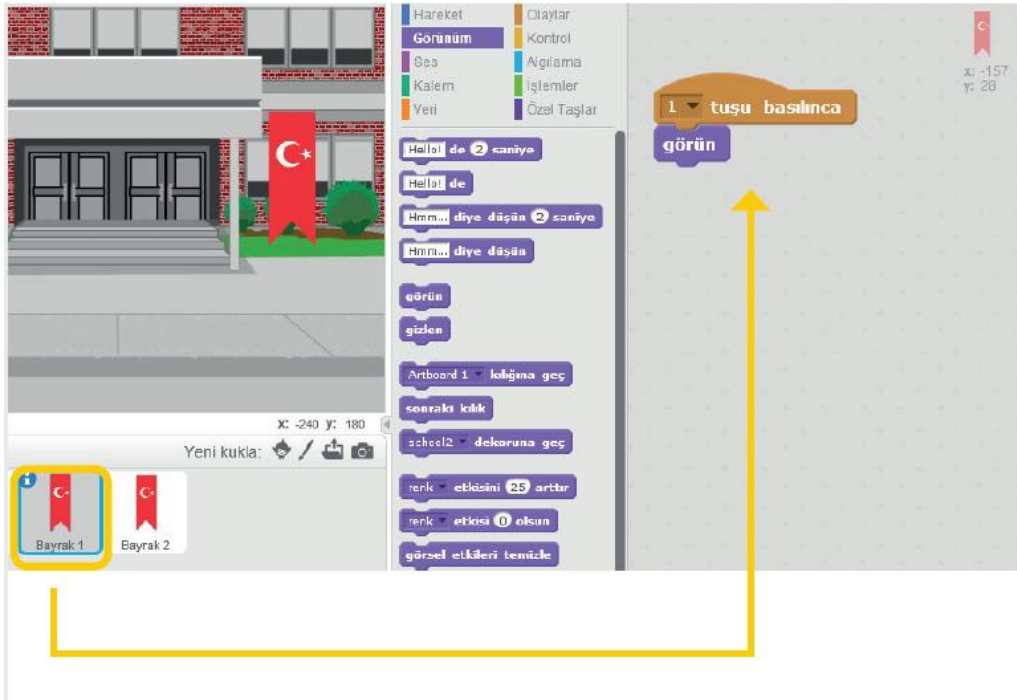 Hareket
Olaylar
Görünüm
Kontrol
Ses
Algılama
Kalem
İşlemler
Veri
Özel Taşlar
Hello! de 2 saniye
Hello! de
Hmm... diye düşün 2 saniye
Hmm... diye düşün
görün
gizlen
Artboard 1 kılığına geç
sonraki kılık
school2 dekoruna geç
renk etkisini 25 arttır
renk etkisi 0 olsun
görsel etkileri temizle
1 tuşu basılınca
görün
x: -157
y: 28
X: -240 y: 180
Yeni kukla:
Bayrak 1
Bayrak 2